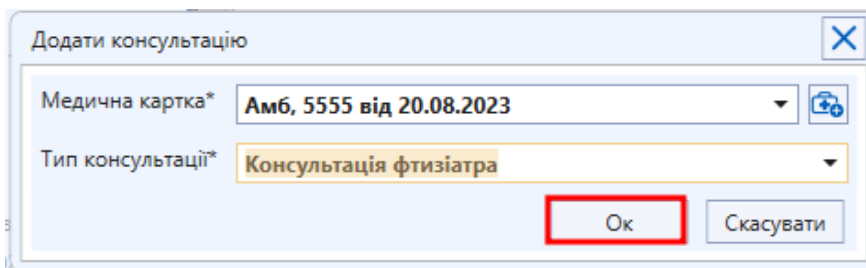 Додати консультацію
Медична картка* Амб, 5555 від 20.08.2023
Тип консультації* Консультація фтизіатра
Ок Скасувати